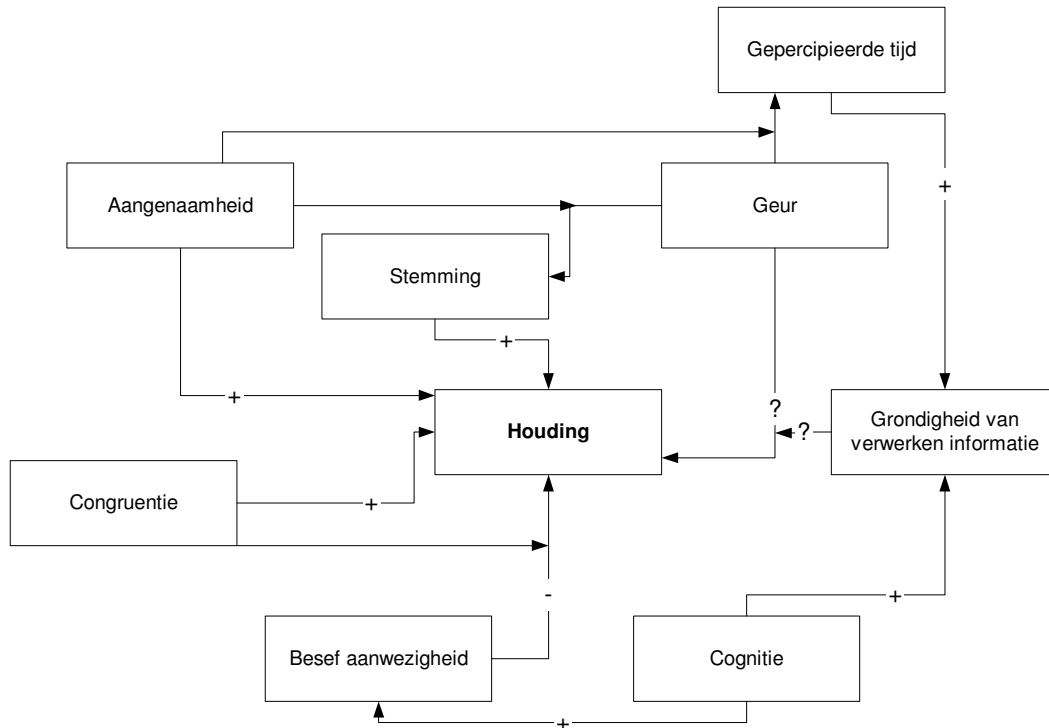 Gepercipieerde tijd
+
Aangenaamheid
Geur
Stemming
+
+
Houding
?
?
Grondigheid van
verwerken informatie
+
Congruentie
+
-
+
Besef aanwezigheid
Cognitie
+